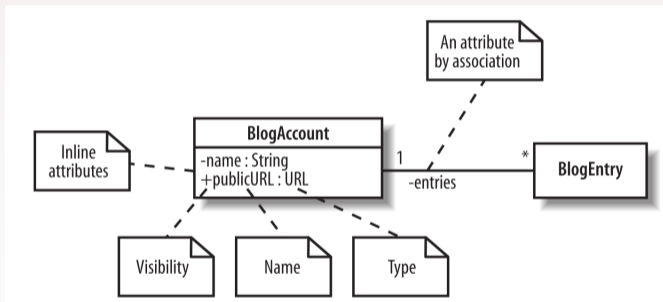 An attribute
by association
BlogAccount
Inline
attributes
-name : String
+publicURL : URL
1
*
-entries
BlogEntry
Visibility
Name
Type